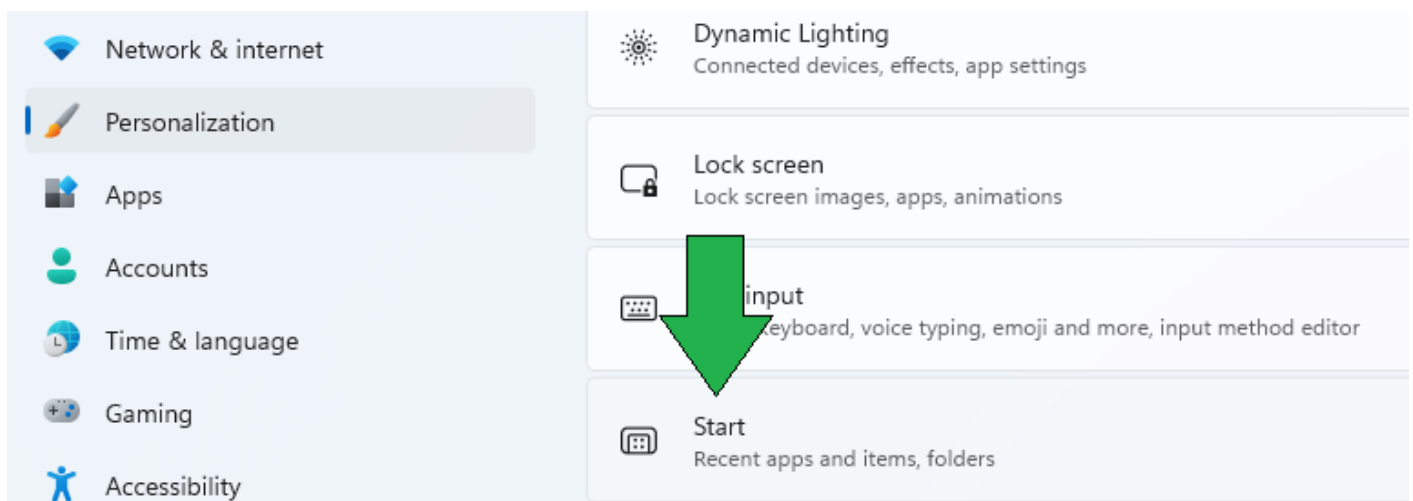 Network & internet
Personalization
Apps
Accounts
Time & language
Gaming
Accessibility
Dynamic Lighting
Connected devices, effects, app settings
Lock screen
Lock screen images, apps, animations
input
keyboard, voice typing, emoji and more, input method editor
Start
Recent apps and items, folders